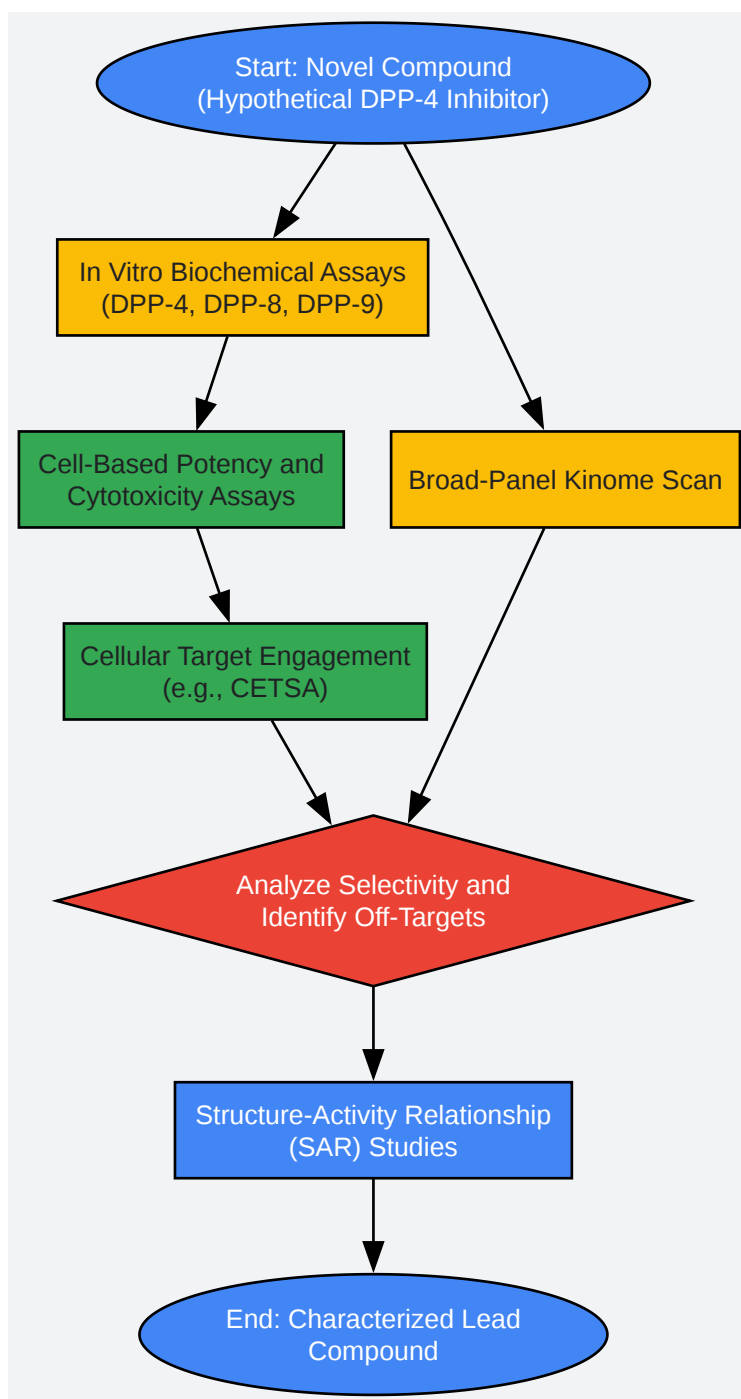 Start: Novel Compound
(Hypothetical DPP-4 Inhibitor)
In Vitro Biochemical Assays
(DPP-4, DPP-8, DPP-9)
Cell-Based Potency and
Cytotoxicity Assays
Broad-Panel Kinome Scan
Cellular Target Engagement
(e.g., CETSA)
Analyze Selectivity and
Identify Off-Targets
Structure-Activity Relationship
(SAR) Studies
End: Characterized Lead
Compound